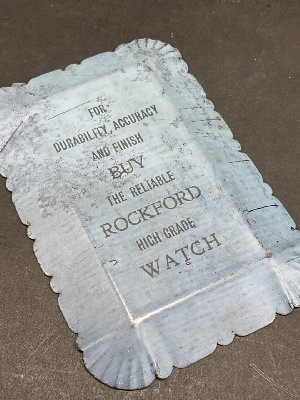 FOR
DURABILITY, ACCURACY
AND FINISH
BUY
THE RELIABLE
ROCKFORD
HIGH GRADE
WATCH